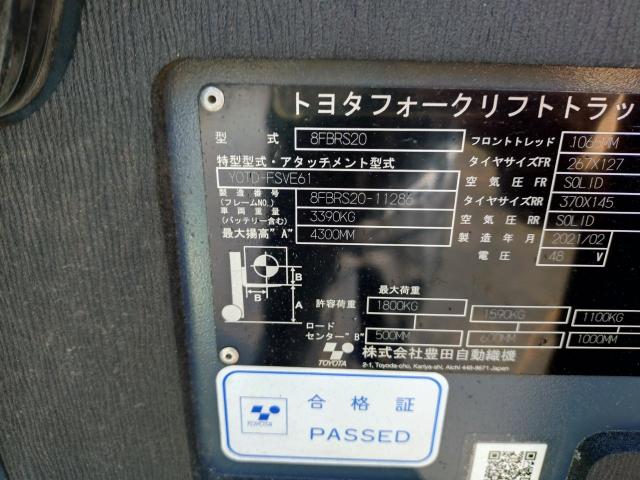 トヨタフォークリフトトラッ
型 式 8FBRS20 フロントトレッド 1065MM
特型型式・アタッチメント型式 タイヤサイズFR 267X127
YOTD-FSVE61 空気圧FR SOLID
製造番号(フレームNO.) 8FBRS20-11286 タイヤサイズRR 370X145
車両重量(バッテリー含む) 3390KG 空気圧RR SOLID
最大揚高"A" 4300MM 製造年月 2021/02
電圧 48 V
B
B
A
最大荷重
許容荷重 1800KG 1590KG 1100KG
ロードセンター"B" 500MM 600MM 1000MM
TOYOTA 株式会社豊田自動織機
2-1, Toyoda-cho, Kariya-shi, Aichi 448-8671 Japan
合格証
TOYOTA PASSED